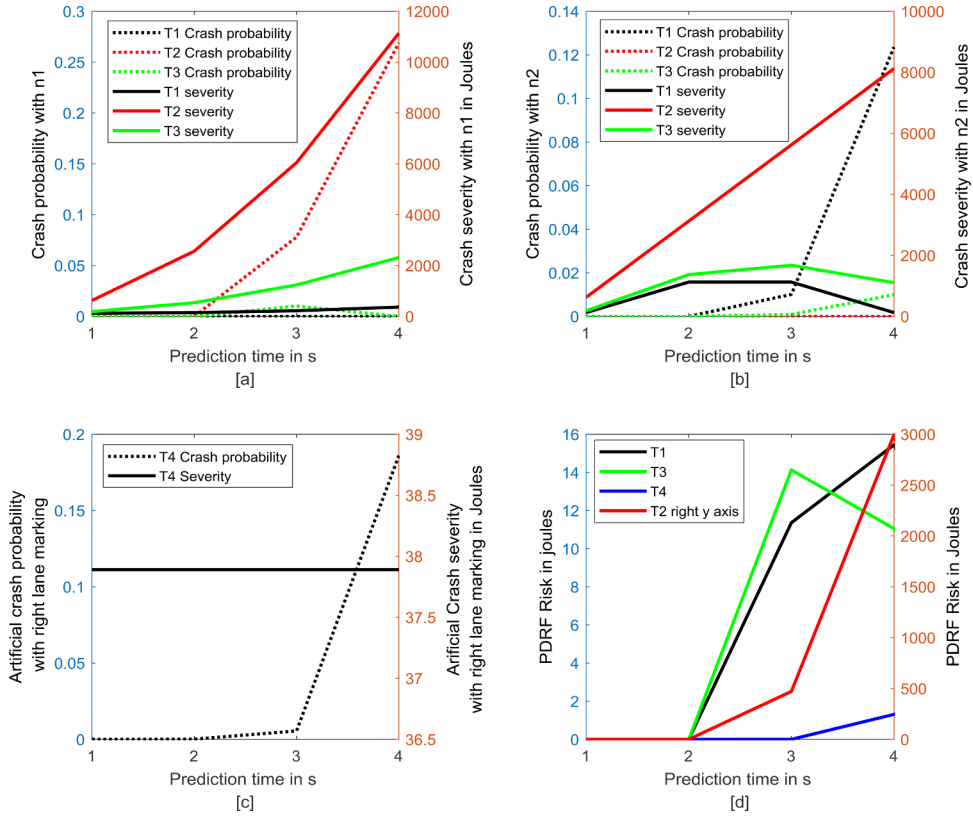 0.3
0.25
0.2
0.15
0.1
0.05
0
Crash probability with n1
T1 Crash probability
T2 Crash probability
T3 Crash probability
T1 severity
T2 severity
T3 severity
12000
10000
8000
6000
4000
2000
0
Crash severity with n1 in Joules
1 2 3 4
Prediction time in s
[a]
0.14
0.12
0.1
0.08
0.06
0.04
0.02
0
Crash probability with n2
T1 Crash probability
T2 Crash probability
T3 Crash probability
T1 severity
T2 severity
T3 severity
10000
8000
6000
4000
2000
0
Crash severity with n2 in Joules
1 2 3 4
Prediction time in s
[b]
0.2
0.15
0.1
0.05
0
Artificial crash probability
with right lane marking
T4 Crash probability
T4 Severity
39
38.5
38
37.5
37
36.5
Arificial Crash severity
with right lane marking in Joules
1 2 3 4
Prediction time in s
[c]
16
14
12
10
8
6
4
2
0
PDRF Risk in joules
T1
T3
T4
T2 right y axis
3000
2500
2000
1500
1000
500
0
PDRF Risk in Joules
1 2 3 4
Prediction time in s
[d]